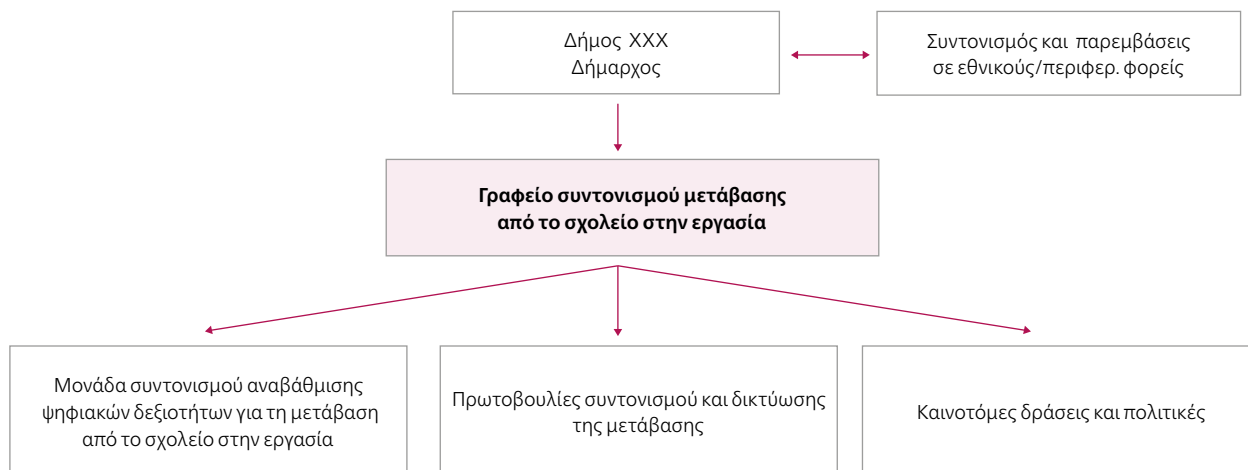 Δήμος ΧΧΧ
Δήμαρχος
Συντονισμός και παρεμβάσεις
σε εθνικούς/περιφερ. φορείς
Γραφείο συντονισμού μετάβασης
από το σχολείο στην εργασία
Μονάδα συντονισμού αναβάθμισης
ψηφιακών δεξιοτήτων για τη μετάβαση
από το σχολείο στην εργασία
Πρωτοβουλίες συντονισμού και δικτύωσης
της μετάβασης
Καινοτόμες δράσεις και πολιτικές